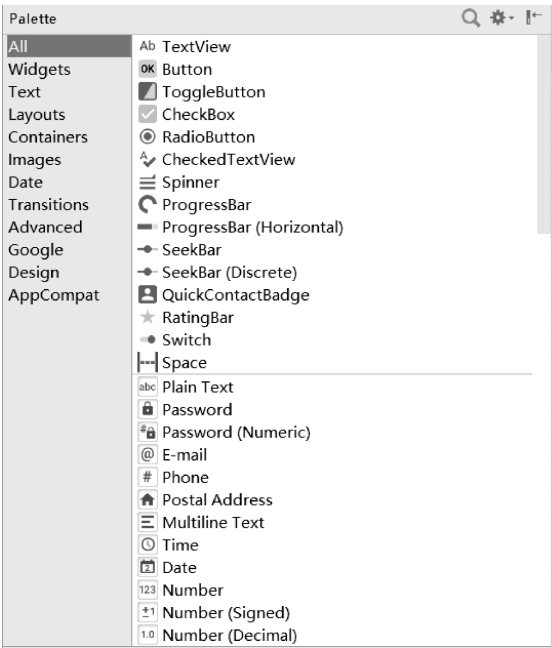 Palette
All
Widgets
Text
Layouts
Containers
Images
Date
Transitions
Advanced
Google
Design
AppCompat
Ab TextView
OK Button
ToggleButton
CheckBox
RadioButton
A CheckedTextView
Spinner
ProgressBar
ProgressBar (Horizontal)
SeekBar
SeekBar (Discrete)
QuickContactBadge
RatingBar
Switch
Space
abc Plain Text
Password
# Password (Numeric)
@ E-mail
# Phone
Postal Address
Multiline Text
Time
2 Date
123 Number
±1 Number (Signed)
1.0 Number (Decimal)